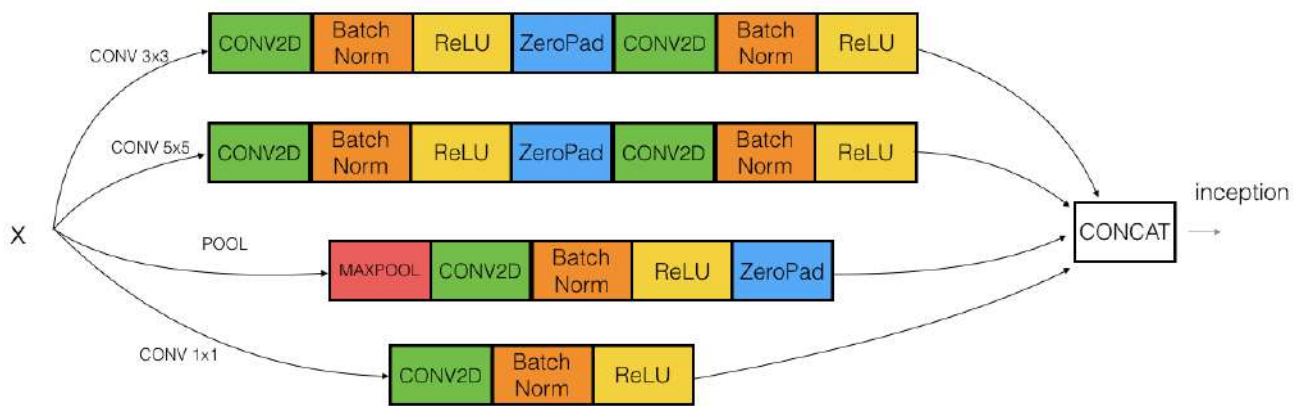 CONV 3x3
CONV2D
Batch
Norm
ReLU
ZeroPad
CONV2D
Batch
Norm
ReLU
CONV 5x5
CONV2D
Batch
Norm
ReLU
ZeroPad
CONV2D
Batch
Norm
ReLU
X
POOL
MAXPOOL
CONV2D
Batch
Norm
ReLU
ZeroPad
CONV 1x1
CONV2D
Batch
Norm
ReLU
CONCAT
inception